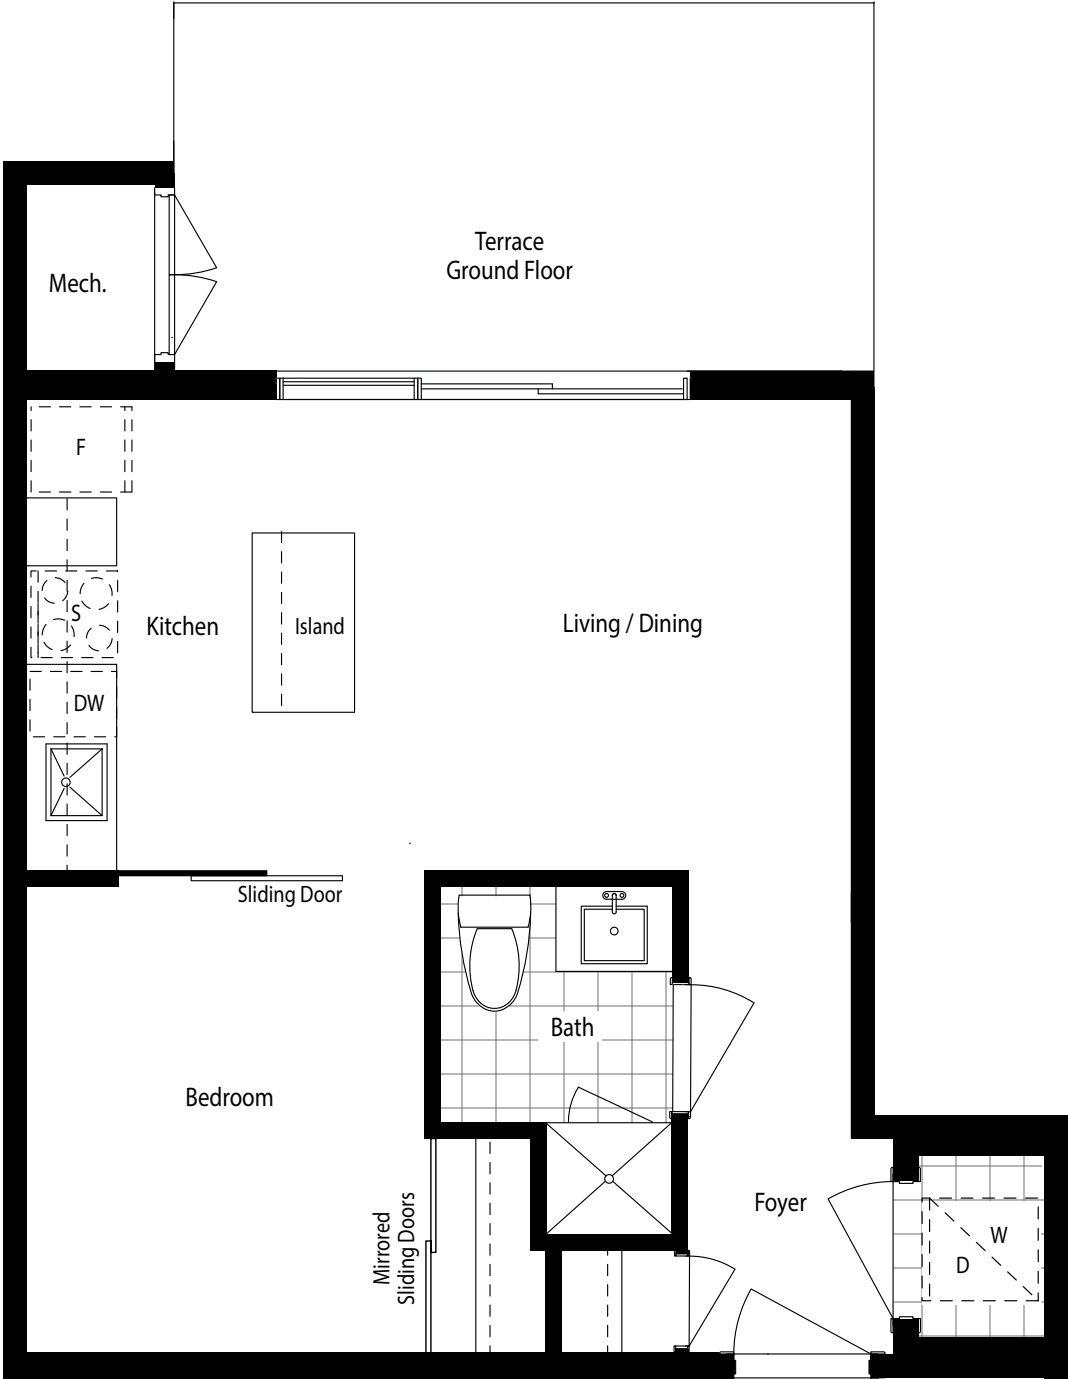 Terrace
Ground Floor
Mech.
F
S
Kitchen
Island
Living / Dining
DW
Sliding Door
Bath
Bedroom
Mirrored
Sliding Doors
Foyer
W
D